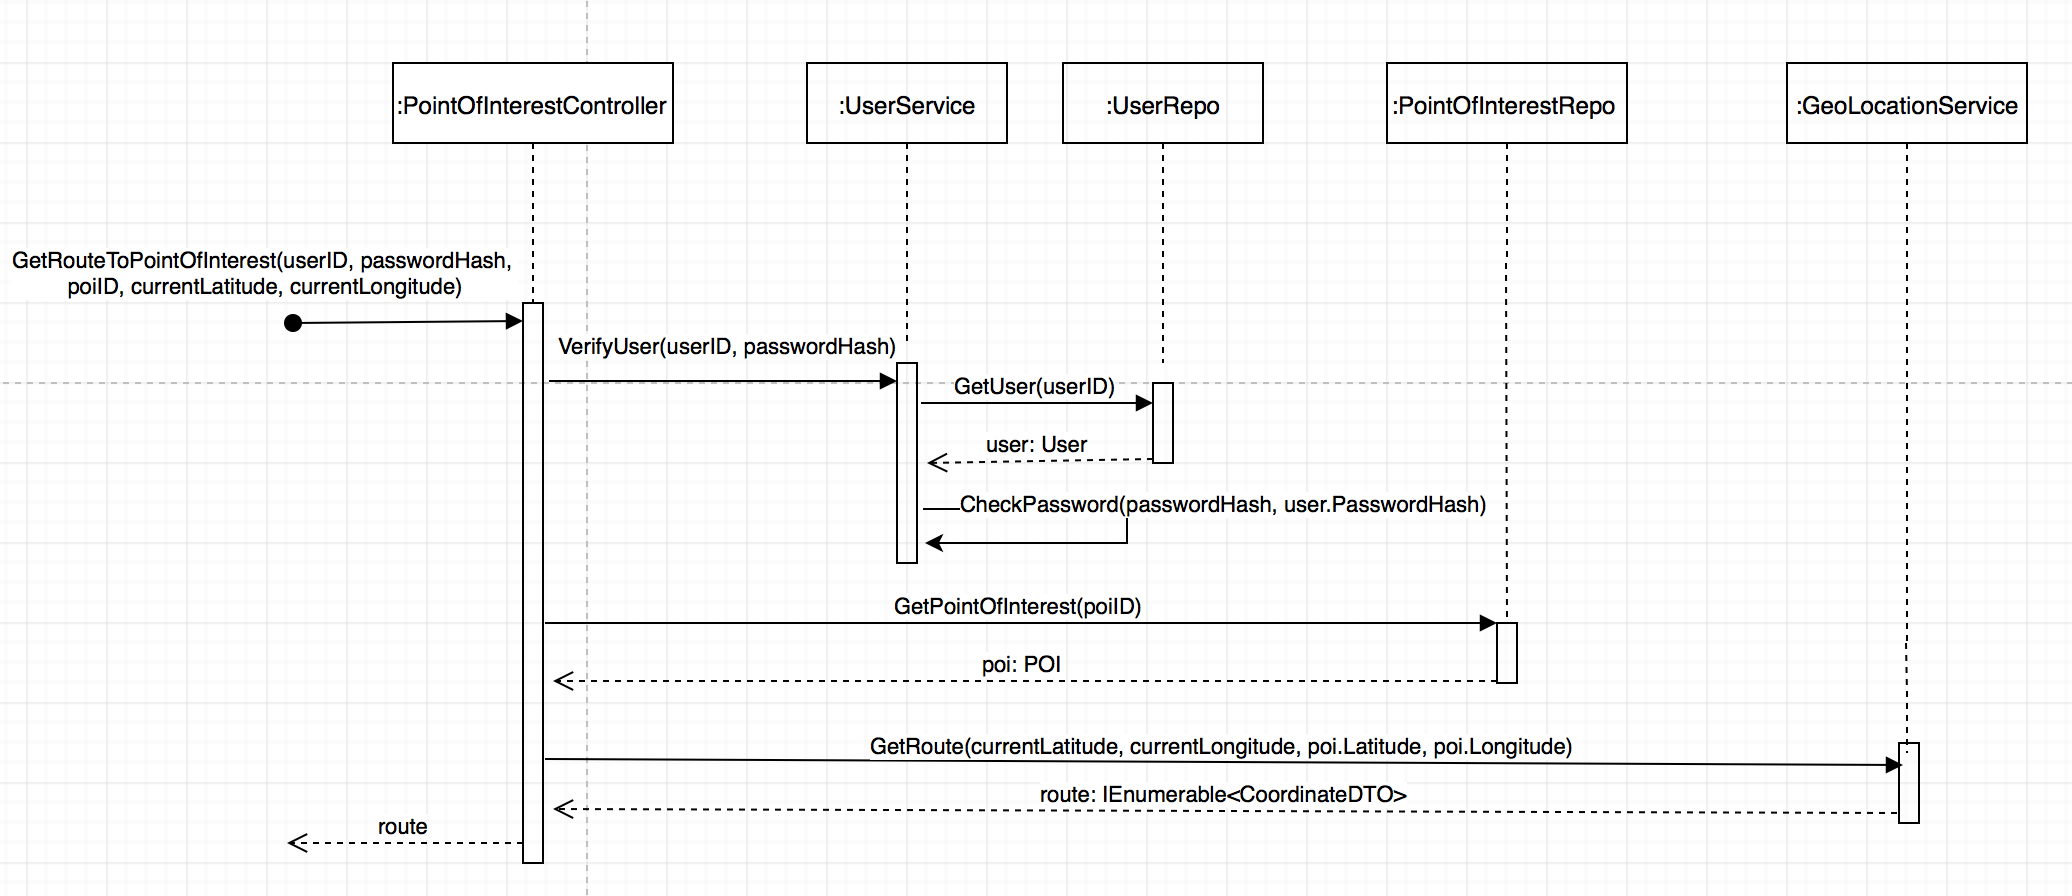 :PointOfInterestController
:UserService
:UserRepo
:PointOfInterestRepo
:GeoLocationService
GetRouteToPointOfInterest(userID, passwordHash,
poiID, currentLatitude, currentLongitude)
VerifyUser(userID, passwordHash)
GetUser(userID)
user: User
CheckPassword(passwordHash, user.PasswordHash)
GetPointOfInterest(poiID)
poi: POI
GetRoute(currentLatitude, currentLongitude, poi.Latitude, poi.Longitude)
route: IEnumerable<CoordinateDTO>
route